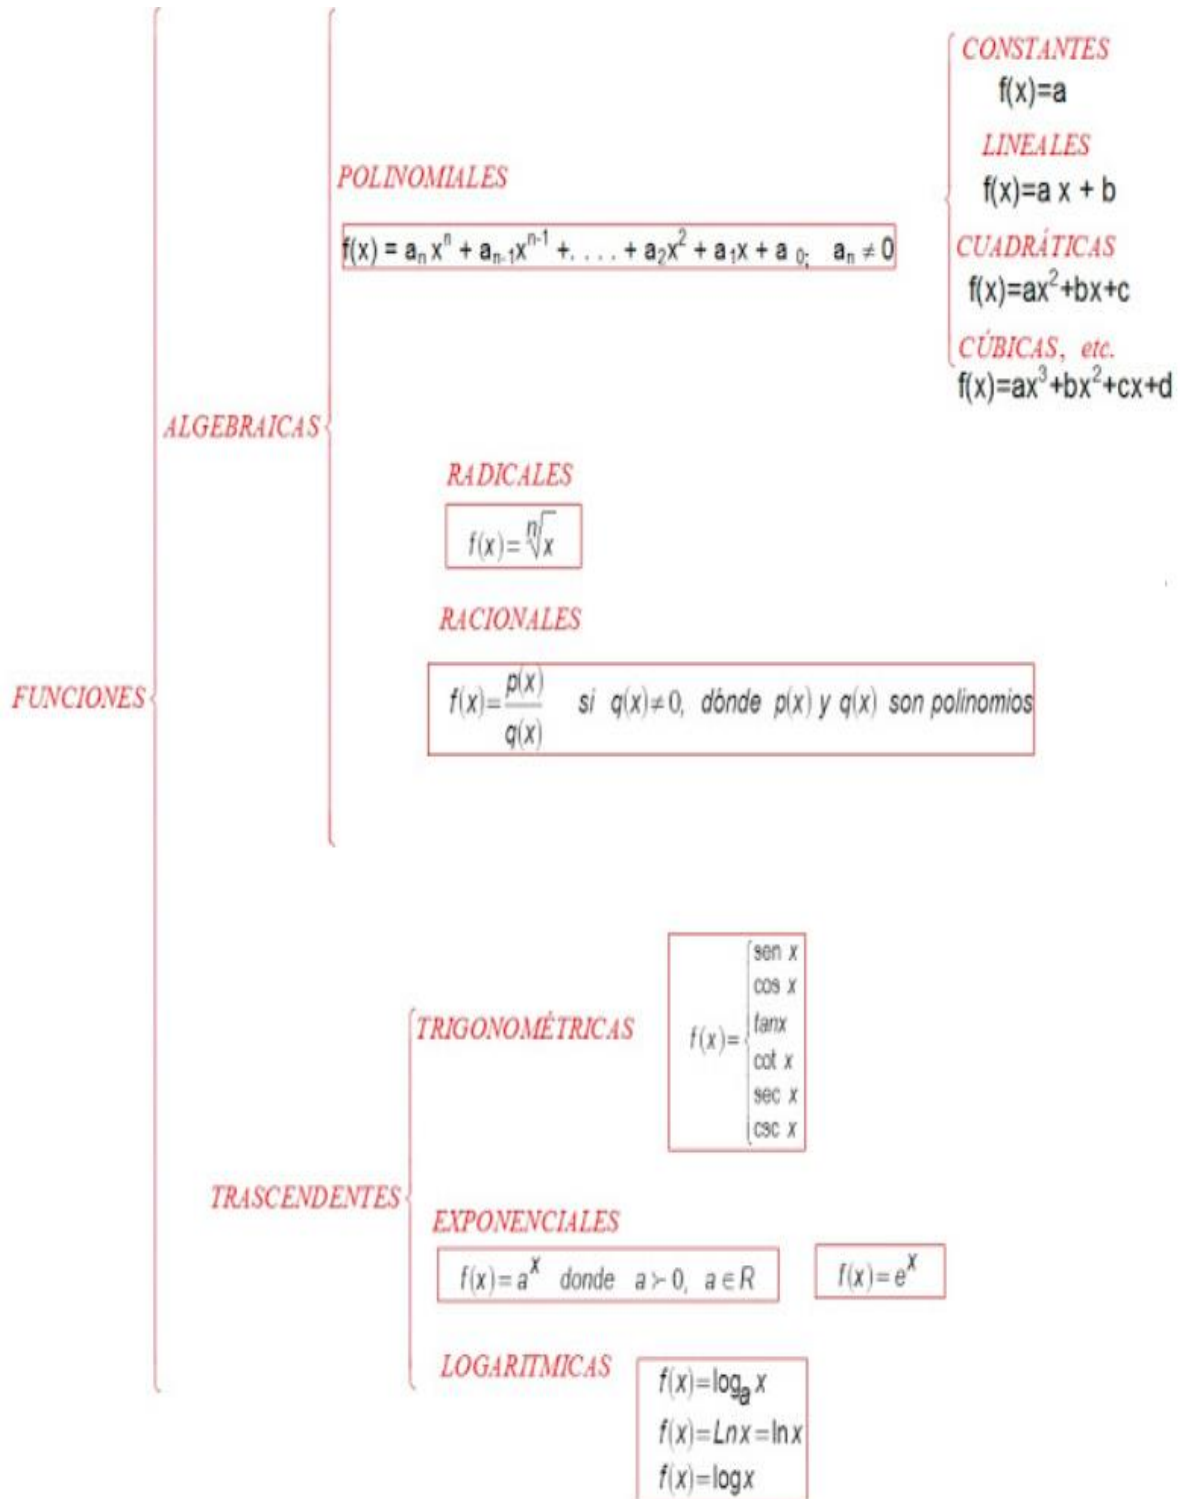 CONSTANTES
f(x)=a
LINEALES
f(x)=a x + b
POLINOMIALES
f(x) = aₙxⁿ + aₙ₋₁xⁿ⁻¹ +. . . . + a₂x² + a₁x + a ₀; aₙ ≠ 0
CUADRÁTICAS
f(x)=ax²+bx+c
CÚBICAS, etc.
f(x)=ax³+bx²+cx+d
ALGEBRAICAS
RADICALES
f(x)=ⁿ√x
RACIONALES
FUNCIONES
f(x)=p(x)/q(x) si q(x)≠0, dónde p(x) y q(x) son polinomios
TRIGONOMÉTRICAS
f(x)=
sen x
cos x
tanx
cot x
sec x
csc x
TRASCENDENTES
EXPONENCIALES
f(x)=aˣ donde a≻0, a∈R
f(x)=eˣ
LOGARITMICAS
f(x)=logₐ x
f(x)=Lnx=lnx
f(x)=logx